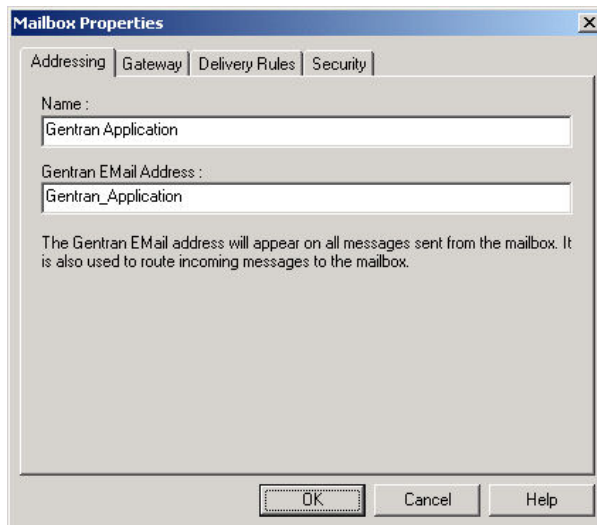 Mailbox Properties
Addressing Gateway Delivery Rules Security
Name :
Gentran Application
Gentran EMail Address :
Gentran_Application
The Gentran EMail address will appear on all messages sent from the mailbox. It
is also used to route incoming messages to the mailbox.
OK Cancel Help